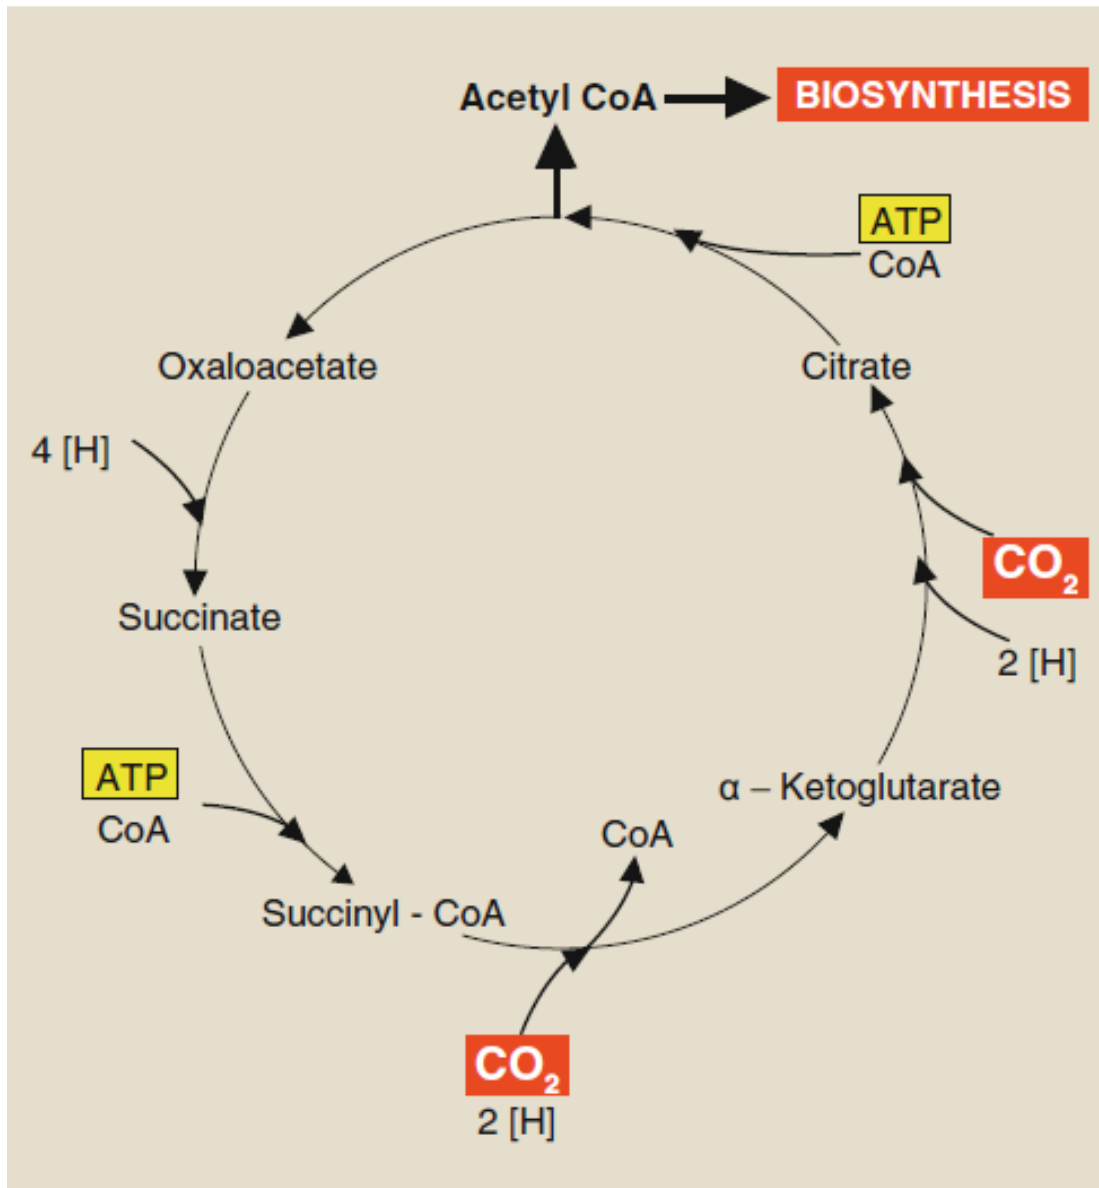 Acetyl CoA
BIOSYNTHESIS
ATP
CoA
Oxaloacetate
Citrate
4 [H]
CO₂
Succinate
2 [H]
ATP
CoA
α – Ketoglutarate
CoA
Succinyl - CoA
CO₂
2 [H]